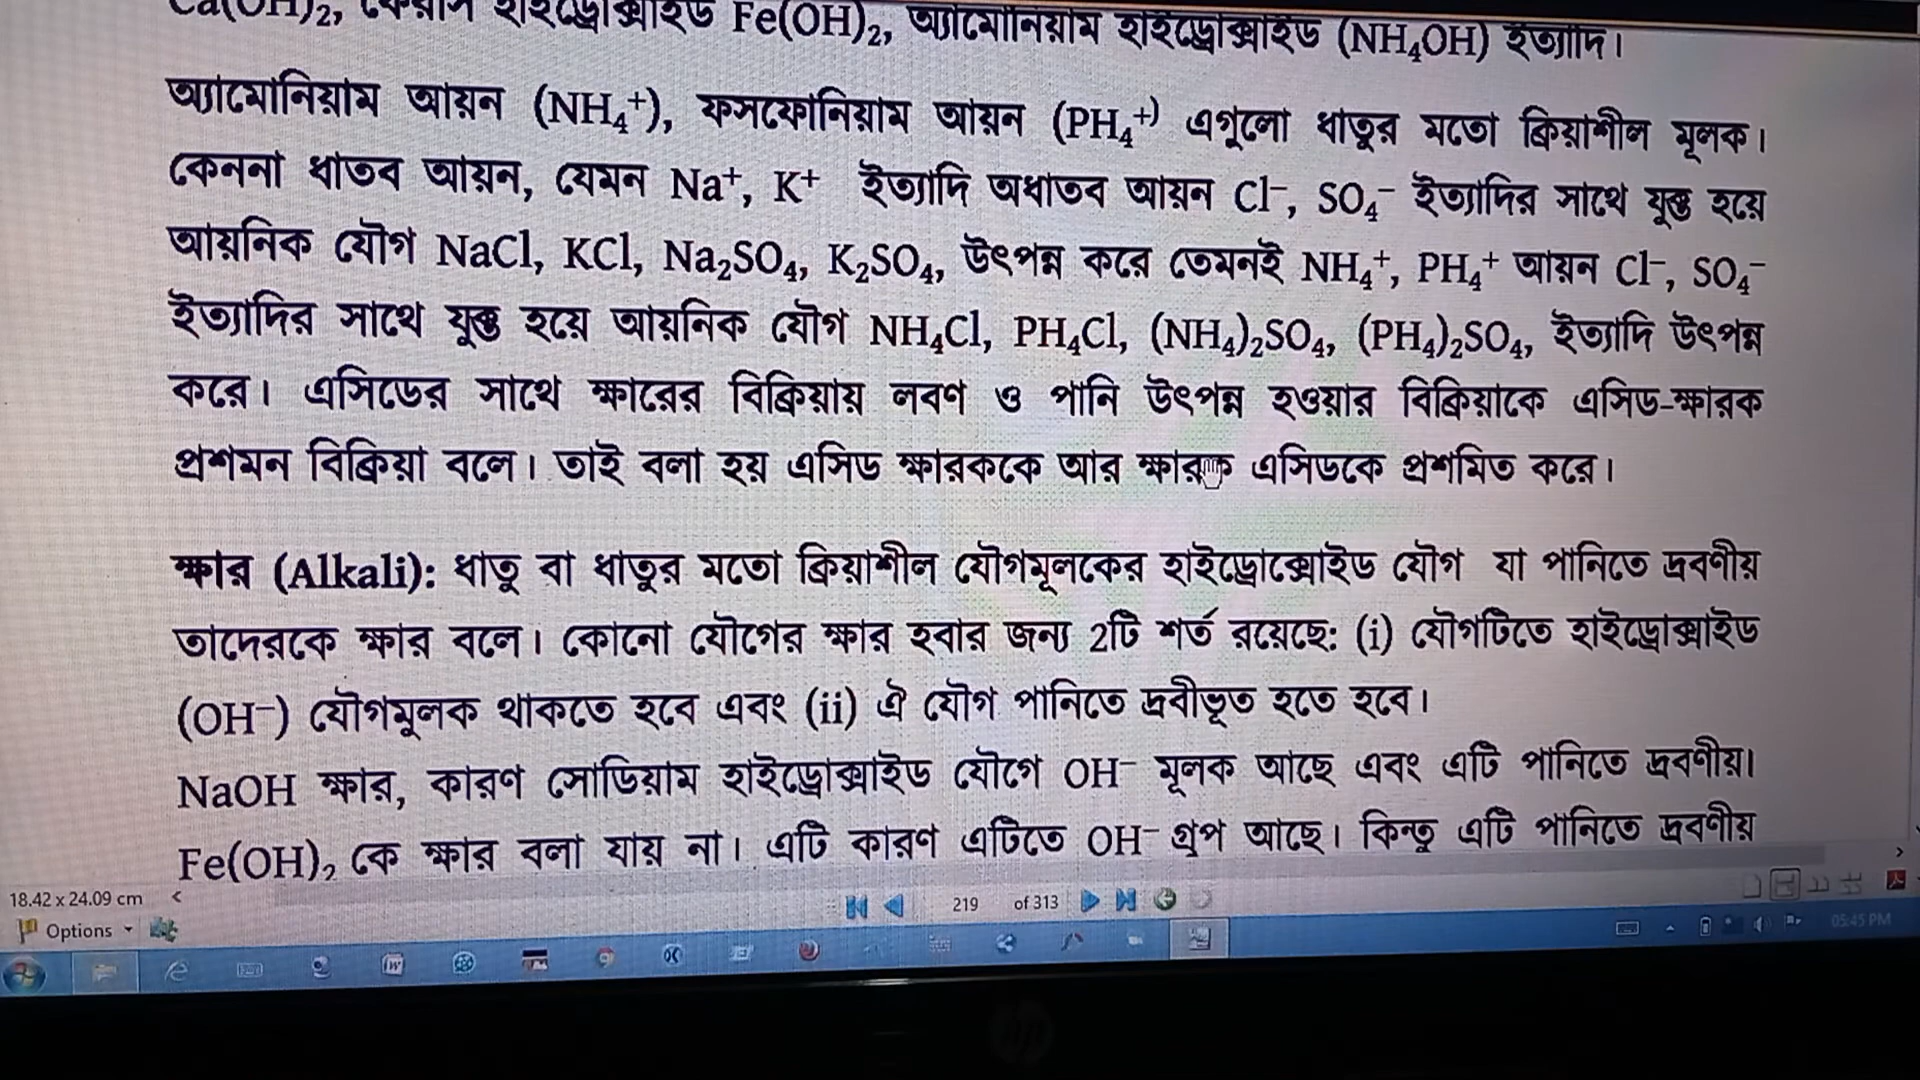 Ca(OH)₂, ফেরাস হাইড্রোক্সাইড Fe(OH)₂, অ্যামোনিয়াম হাইড্রোক্সাইড (NH₄OH) ইত্যাদি।
অ্যামোনিয়াম আয়ন (NH₄⁺), ফসফোনিয়াম আয়ন (PH₄⁺) এগুলো ধাতুর মতো ক্রিয়াশীল মূলক।
কেননা ধাতব আয়ন, যেমন Na⁺, K⁺ ইত্যাদি অধাতব আয়ন Cl⁻, SO₄⁻ ইত্যাদির সাথে যুক্ত হয়ে
আয়নিক যৌগ NaCl, KCl, Na₂SO₄, K₂SO₄, উৎপন্ন করে তেমনই NH₄⁺, PH₄⁺ আয়ন Cl⁻, SO₄⁻
ইত্যাদির সাথে যুক্ত হয়ে আয়নিক যৌগ NH₄Cl, PH₄Cl, (NH₄)₂SO₄, (PH₄)₂SO₄, ইত্যাদি উৎপন্ন
করে। এসিডের সাথে ক্ষারের বিক্রিয়ায় লবণ ও পানি উৎপন্ন হওয়ার বিক্রিয়াকে এসিড-ক্ষারক
প্রশমন বিক্রিয়া বলে। তাই বলা হয় এসিড ক্ষারককে আর ক্ষারক এসিডকে প্রশমিত করে।
ক্ষার (Alkali): ধাতু বা ধাতুর মতো ক্রিয়াশীল যৌগমূলকের হাইড্রোক্সোইড যৌগ যা পানিতে দ্রবণীয়
তাদেরকে ক্ষার বলে। কোনো যৌগের ক্ষার হবার জন্য 2টি শর্ত রয়েছে: (i) যৌগটিতে হাইড্রোক্সাইড
(OH⁻) যৌগমূলক থাকতে হবে এবং (ii) ঐ যৌগ পানিতে দ্রবীভূত হতে হবে।
NaOH ক্ষার, কারণ সোডিয়াম হাইড্রোক্সাইড যৌগে OH⁻ মূলক আছে এবং এটি পানিতে দ্রবণীয়।
Fe(OH)₂ কে ক্ষার বলা যায় না। এটি কারণ এটিতে OH⁻ গ্রুপ আছে। কিন্তু এটি পানিতে দ্রবণীয়
18.42 x 24.09 cm
219 of 313
Options
05:45 PM